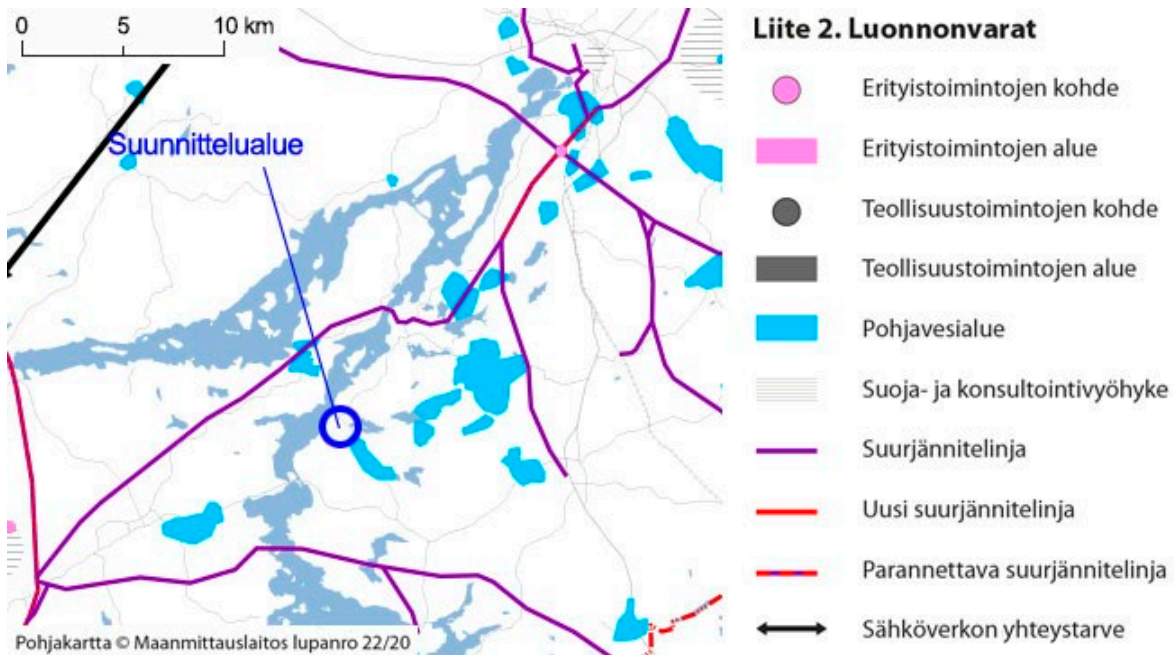 0 5 10 km
Suunnittelualue
Pohjakartta © Maanmittauslaitos lupanro 22/20
Liite 2. Luonnonvarat
Erityistoimintojen kohde
Erityistoimintojen alue
Teollisuustoimintojen kohde
Teollisuustoimintojen alue
Pohjavesialue
Suoja- ja konsultointivyöhyke
Suurjännitelinja
Uusi suurjännitelinja
Parannettava suurjännitelinja
Sähköverkon yhteystarve